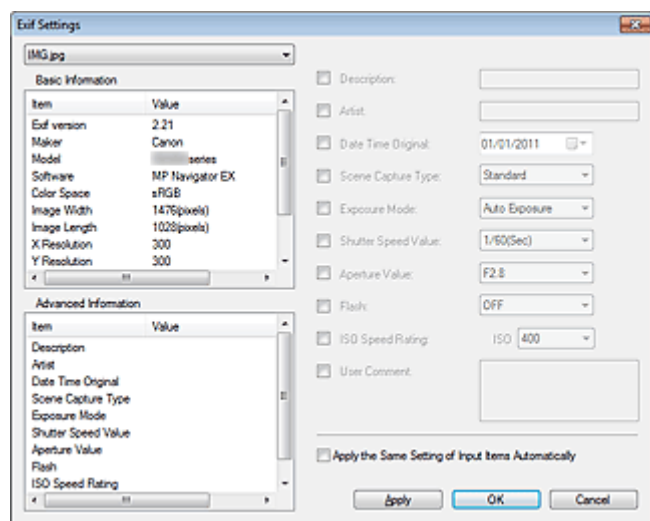 Exif Settings
IMG.jpg
Basic Information
Item Value
Exif version 2.21
Maker Canon
Model series
Software MP Navigator EX
Color Space sRGB
Image Width 1476(pixels)
Image Length 1028(pixels)
X Resolution 300
Y Resolution 300
Advanced Information
Item Value
Description
Artist
Date Time Original
Scene Capture Type
Exposure Mode
Shutter Speed Value
Aperture Value
Flash
ISO Speed Rating
Description:
Artist:
Date Time Original: 01/01/2011
Scene Capture Type: Standard
Exposure Mode: Auto Exposure
Shutter Speed Value: 1/60(Sec)
Aperture Value: F2.8
Flash: OFF
ISO Speed Rating: ISO 400
User Comment:
Apply the Same Setting of Input Items Automatically
Apply OK Cancel